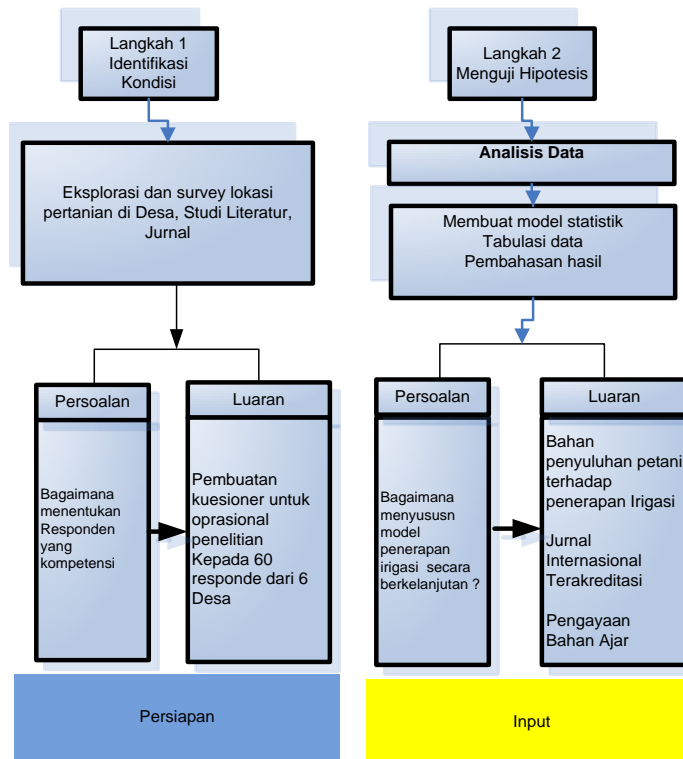 Langkah 1
Identifikasi
Kondisi
Eksplorasi dan survey lokasi
pertanian di Desa, Studi Literatur,
Jurnal
Persoalan
Luaran
Bagaimana
menentukan
Responden
yang
kompetensi
Pembuatan
kuesioner untuk
oprasional
penelitian
Kepada 60
responde dari 6
Desa
Persiapan
Langkah 2
Menguji Hipotesis
Analisis Data
Membuat model statistik
Tabulasi data
Pembahasan hasil
Persoalan
Luaran
Bagaimana
menyususn
model
penerapan
irigasi secara
berkelanjutan ?
Bahan
penyuluhan petani
terhadap
penerapan Irigasi
Jurnal
Internasional
Terakreditasi
Pengayaan
Bahan Ajar
Input